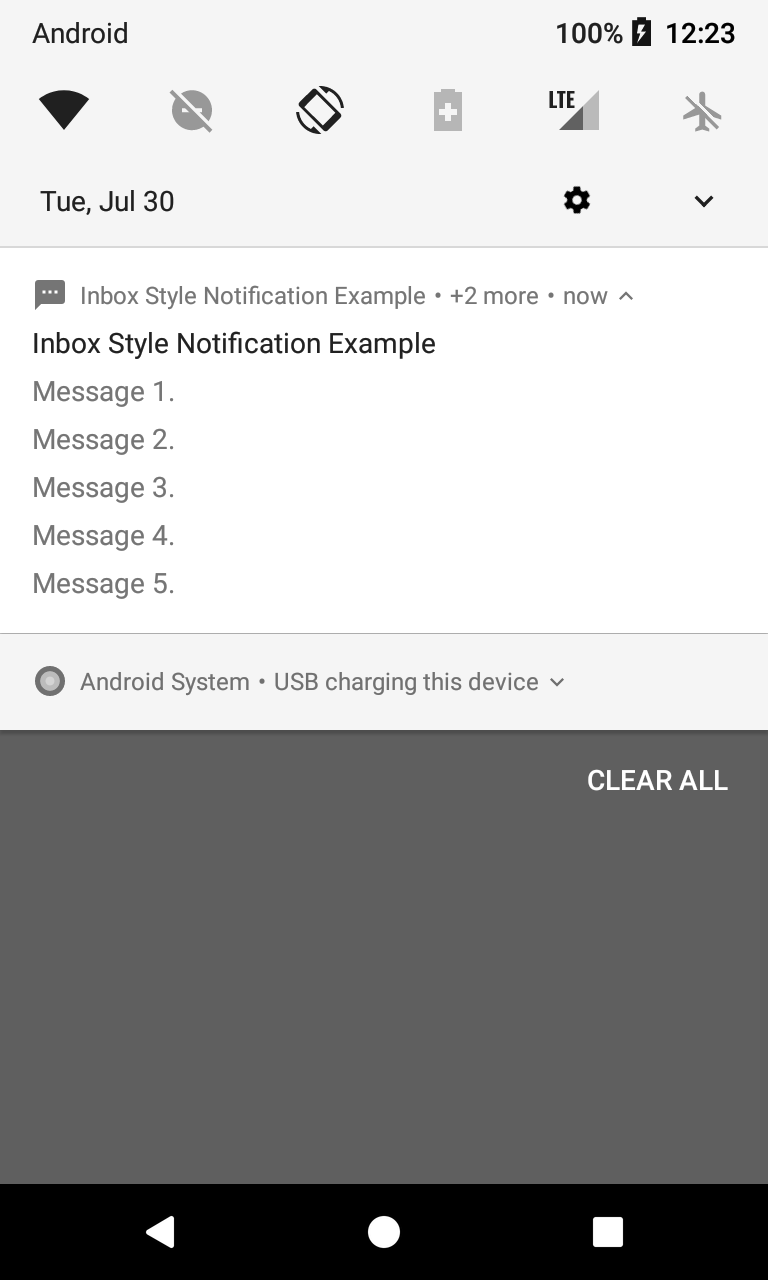 Android 100% 12:23
LTE
Tue, Jul 30
Inbox Style Notification Example • +2 more • now
Inbox Style Notification Example
Message 1.
Message 2.
Message 3.
Message 4.
Message 5.
Android System • USB charging this device
CLEAR ALL